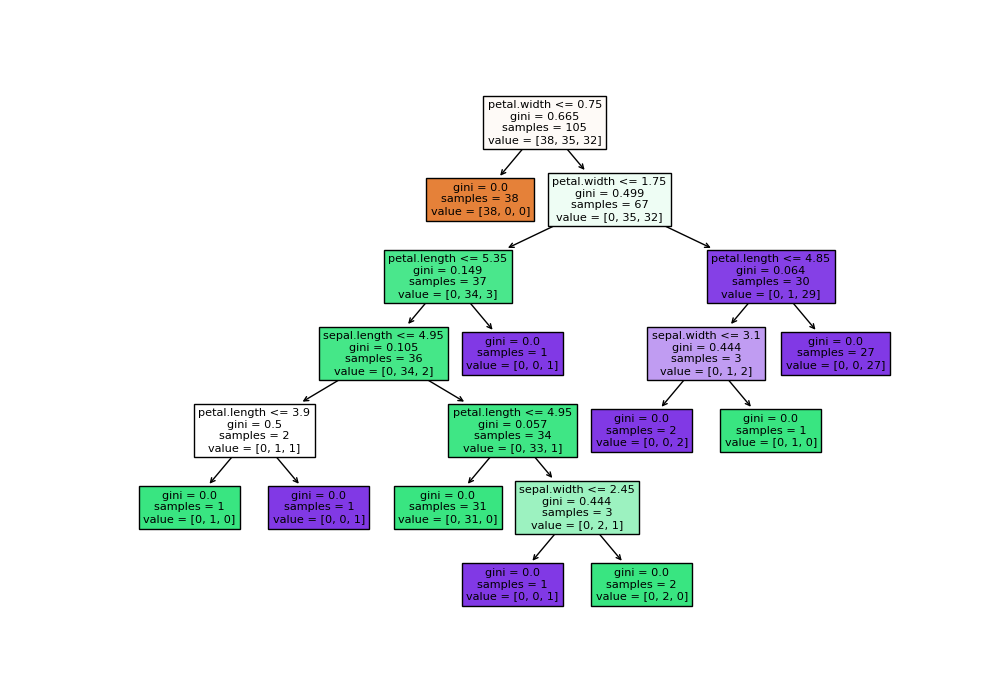 petal.width <= 0.75
gini = 0.665
samples = 105
value = [38, 35, 32]
gini = 0.0
samples = 38
value = [38, 0, 0]
petal.width <= 1.75
gini = 0.499
samples = 67
value = [0, 35, 32]
petal.length <= 5.35
gini = 0.149
samples = 37
value = [0, 34, 3]
petal.length <= 4.85
gini = 0.064
samples = 30
value = [0, 1, 29]
sepal.length <= 4.95
gini = 0.105
samples = 36
value = [0, 34, 2]
gini = 0.0
samples = 1
value = [0, 0, 1]
sepal.width <= 3.1
gini = 0.444
samples = 3
value = [0, 1, 2]
gini = 0.0
samples = 27
value = [0, 0, 27]
petal.length <= 3.9
gini = 0.5
samples = 2
value = [0, 1, 1]
petal.length <= 4.95
gini = 0.057
samples = 34
value = [0, 33, 1]
gini = 0.0
samples = 2
value = [0, 0, 2]
gini = 0.0
samples = 1
value = [0, 1, 0]
gini = 0.0
samples = 1
value = [0, 1, 0]
gini = 0.0
samples = 1
value = [0, 0, 1]
gini = 0.0
samples = 31
value = [0, 31, 0]
sepal.width <= 2.45
gini = 0.444
samples = 3
value = [0, 2, 1]
gini = 0.0
samples = 1
value = [0, 0, 1]
gini = 0.0
samples = 2
value = [0, 2, 0]